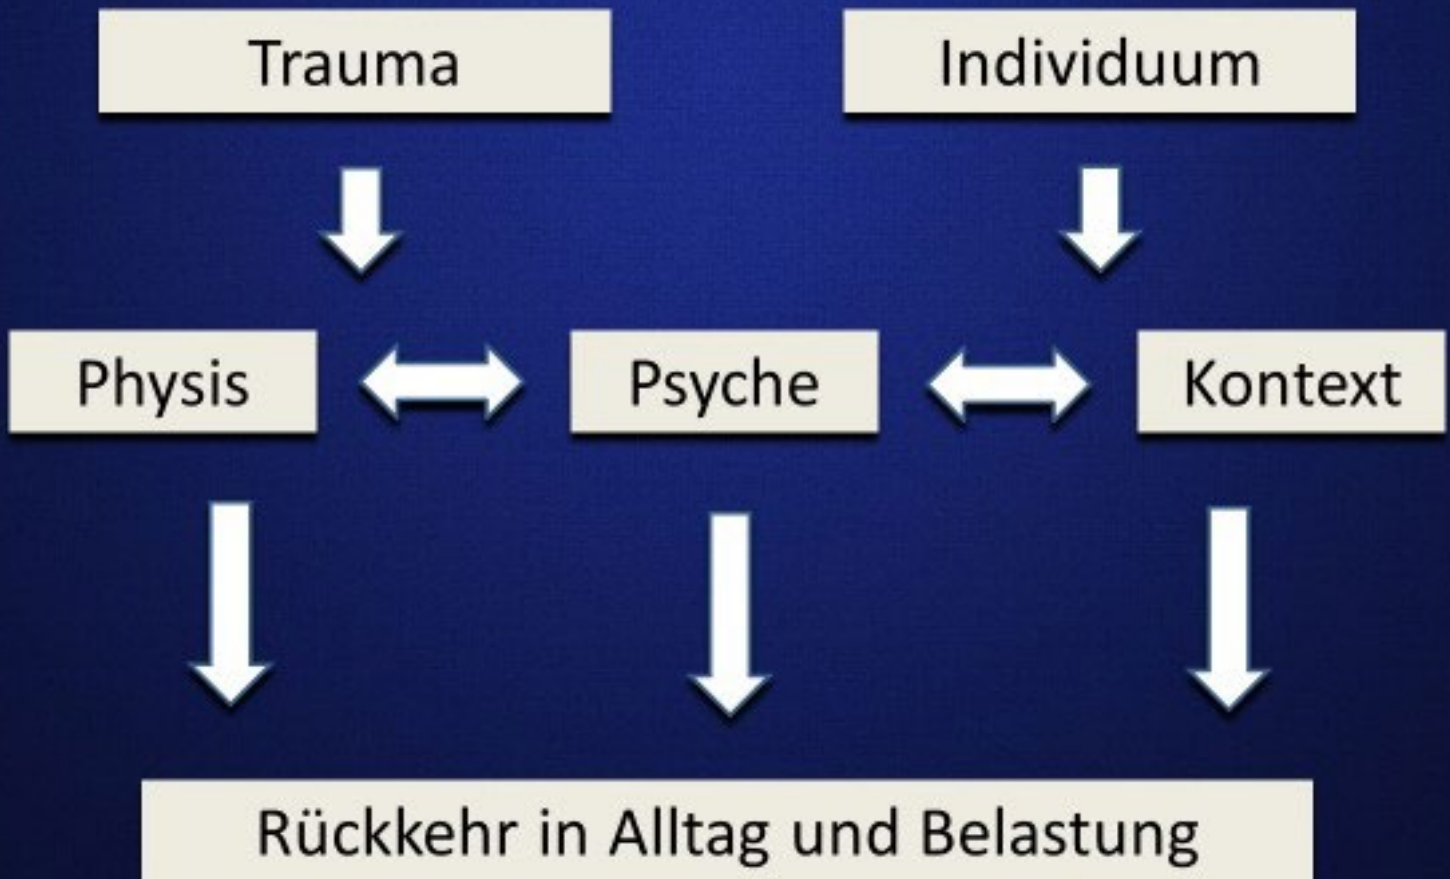 Trauma
Individuum
Physis
Psyche
Kontext
Rückkehr in Alltag und Belastung